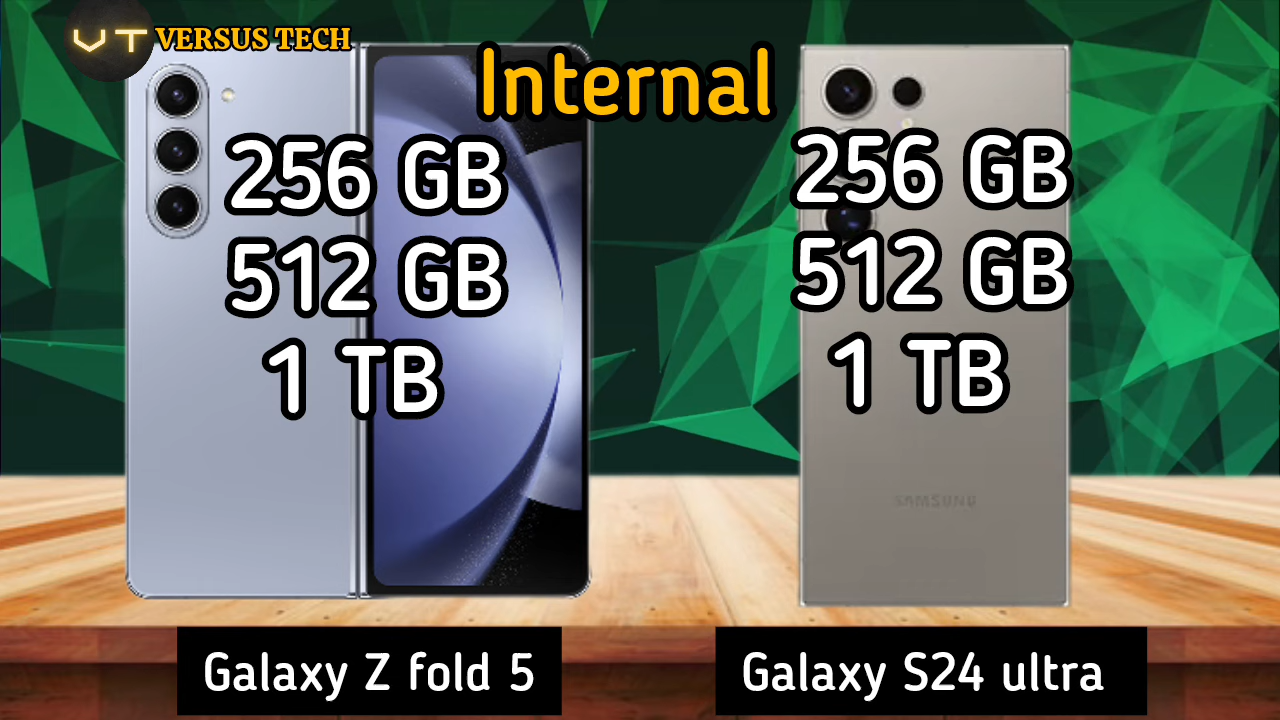 VT VERSUS TECH
Internal
256 GB
512 GB
1 TB
256 GB
512 GB
1 TB
SAMSUNG
Galaxy Z fold 5
Galaxy S24 ultra